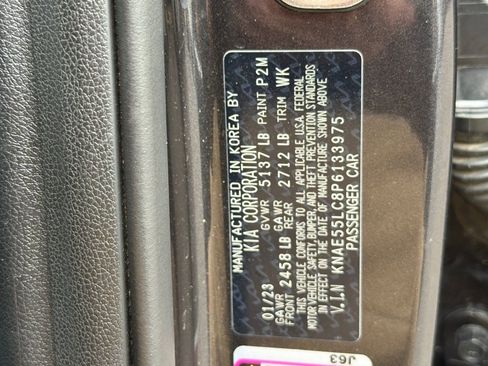 MANUFACTURED IN KOREA BY
KIA CORPORATION
01/23 GVWR 5137 LB PAINT P2M
GAWR FRONT 2458 LB GAWR REAR 2712 LB TRIM WK
THIS VEHICLE CONFORMS TO ALL APPLICABLE U.S.A. FEDERAL
MOTOR VEHICLE SAFETY, BUMPER, AND THEFT PREVENTION STANDARDS
IN EFFECT ON THE DATE OF MANUFACTURE SHOWN ABOVE
V.I.N KNAE55LC8P6133975
PASSENGER CAR
J63